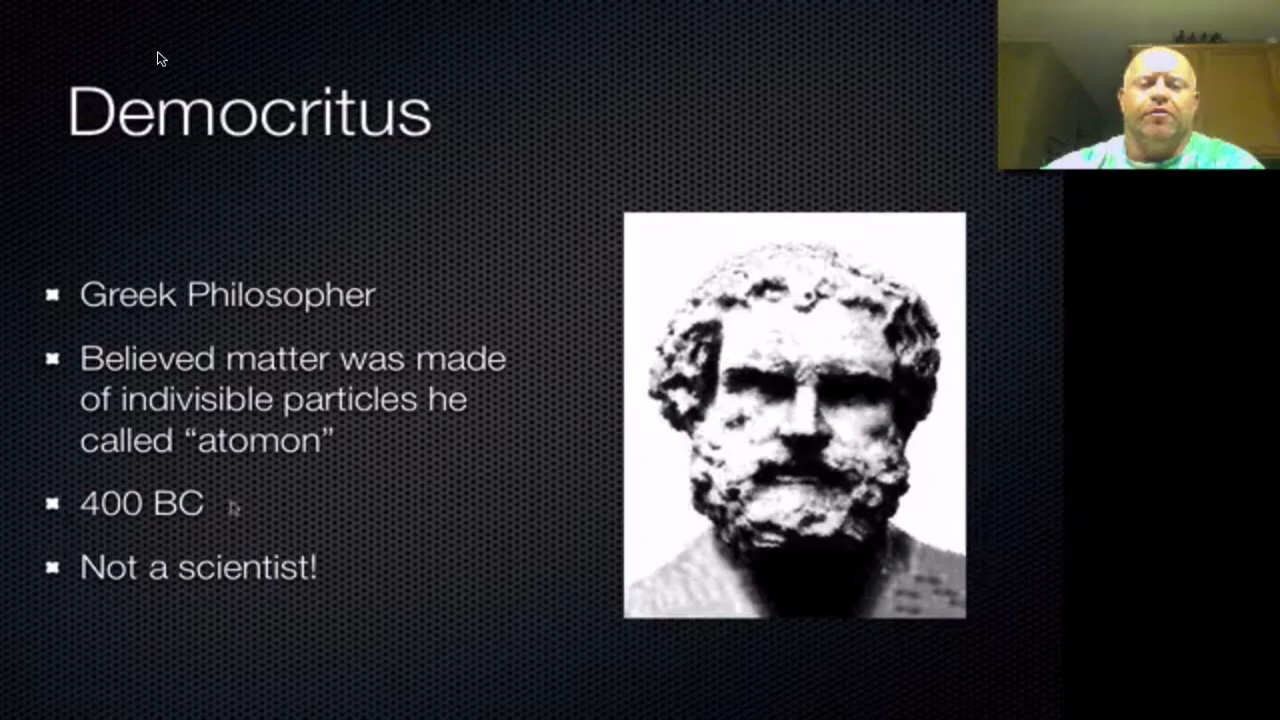 Democritus
Greek Philosopher
Believed matter was made
of indivisible particles he
called “atomon”
400 BC
Not a scientist!